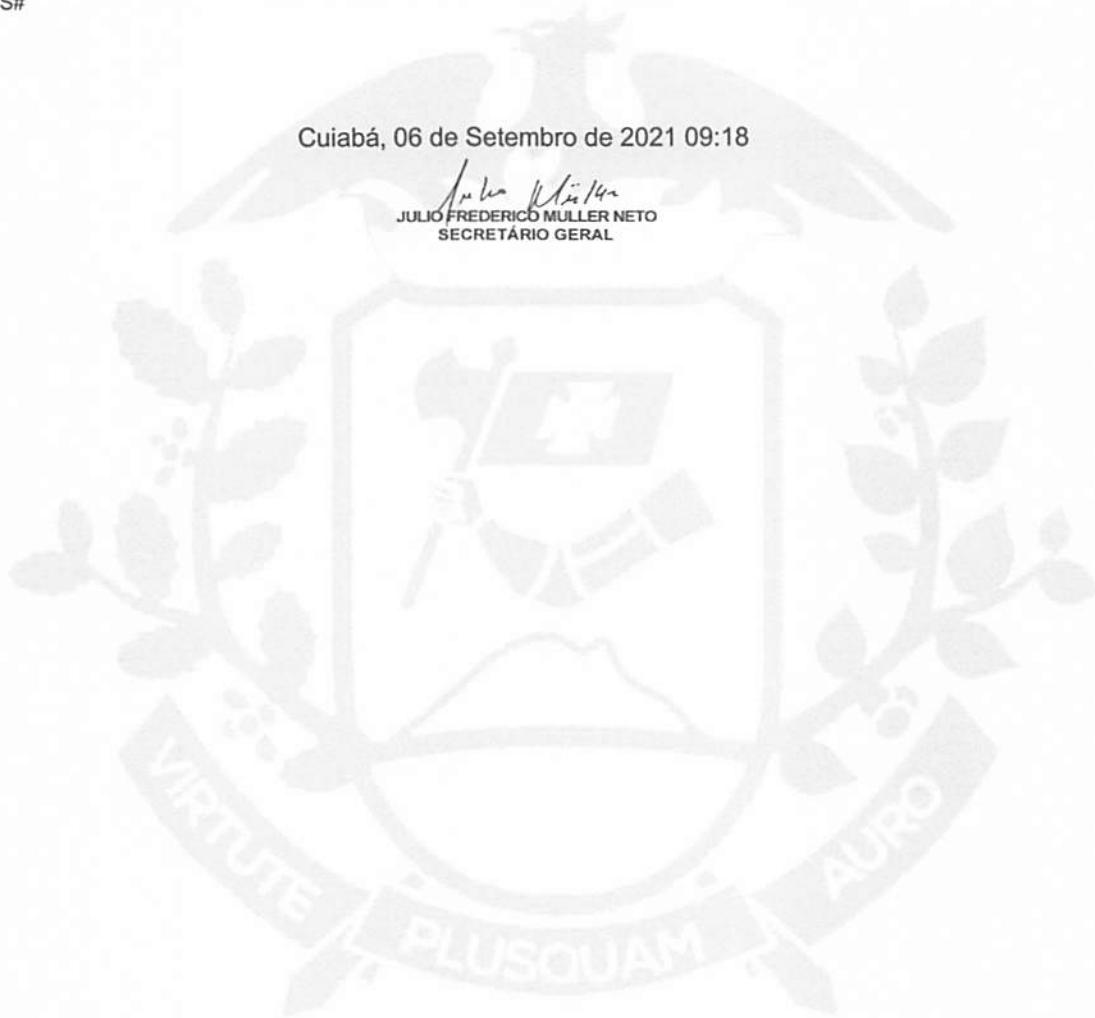 S#
Cuiabá, 06 de Setembro de 2021 09:18
JULIO FREDERICO MULLER NETO
SECRETÁRIO GERAL
VIRTUTE
PLUSQUAM
AURO